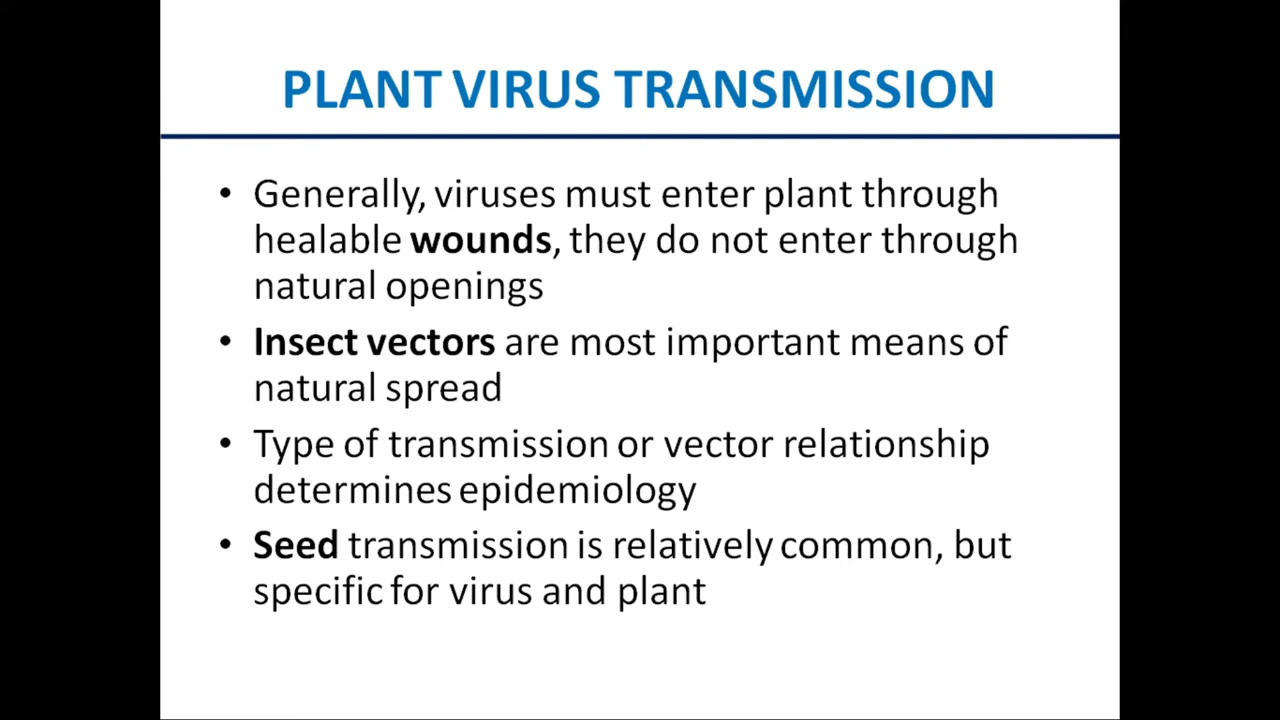 PLANT VIRUS TRANSMISSION
• Generally, viruses must enter plant through
healable wounds, they do not enter through
natural openings
• Insect vectors are most important means of
natural spread
• Type of transmission or vector relationship
determines epidemiology
• Seed transmission is relatively common, but
specific for virus and plant